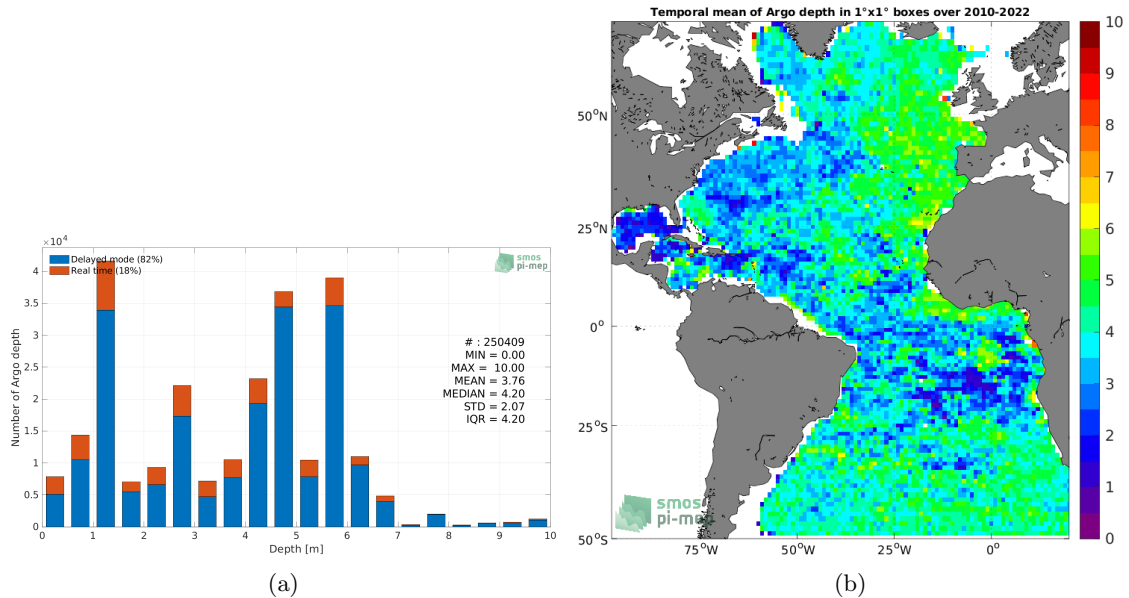 Temporal mean of Argo depth in 1°x1° boxes over 2010-2022
×10⁴
Delayed mode (82%)
Real time (18%)
smos
pi-mep
4
3.5
3
2.5
2
1.5
1
0.5
0
Number of Argo depth
# : 250409
MIN = 0.00
MAX = 10.00
MEAN = 3.76
MEDIAN = 4.20
STD = 2.07
IQR = 4.20
0 1 2 3 4 5 6 7 8 9 10
Depth [m]
(a)
50°N
25°N
0°
25°S
50°S
75°W 50°W 25°W 0°
smos
pi-mep
10
9
8
7
6
5
4
3
2
1
0
(b)